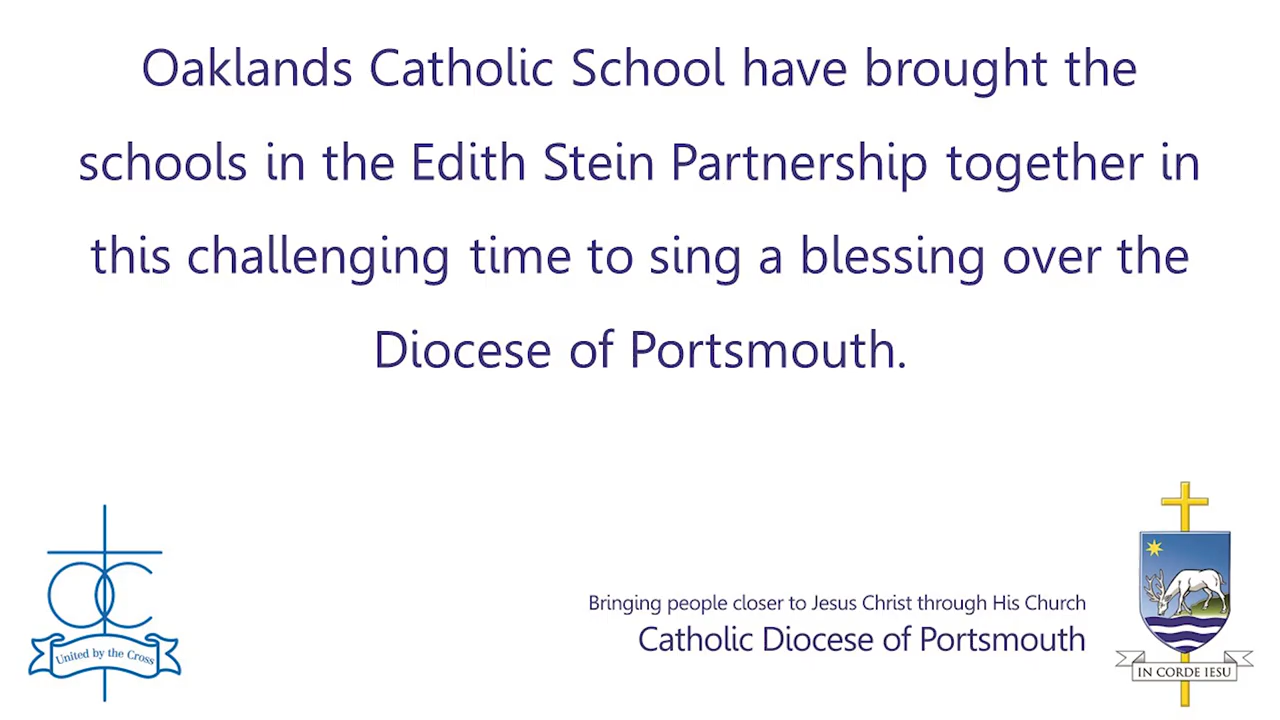 Oaklands Catholic School have brought the
schools in the Edith Stein Partnership together in
this challenging time to sing a blessing over the
Diocese of Portsmouth.
OC
United by the Cross
Bringing people closer to Jesus Christ through His Church
Catholic Diocese of Portsmouth
IN CORDE IESU